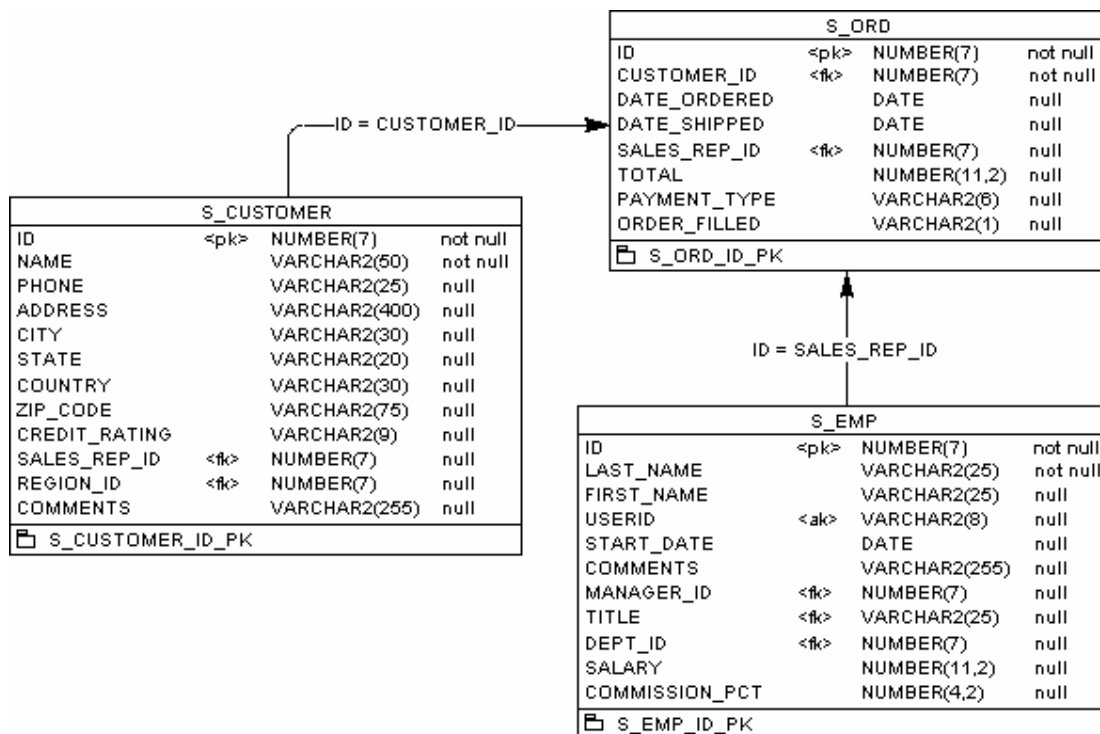 S_ORD
ID <pk> NUMBER(7) not null
CUSTOMER_ID <fk> NUMBER(7) not null
DATE_ORDERED DATE null
DATE_SHIPPED DATE null
SALES_REP_ID <fk> NUMBER(7) null
TOTAL NUMBER(11,2) null
PAYMENT_TYPE VARCHAR2(6) null
ORDER_FILLED VARCHAR2(1) null
S_ORD_ID_PK
ID = CUSTOMER_ID
S_CUSTOMER
ID <pk> NUMBER(7) not null
NAME VARCHAR2(50) not null
PHONE VARCHAR2(25) null
ADDRESS VARCHAR2(400) null
CITY VARCHAR2(30) null
STATE VARCHAR2(20) null
COUNTRY VARCHAR2(30) null
ZIP_CODE VARCHAR2(75) null
CREDIT_RATING VARCHAR2(9) null
SALES_REP_ID <fk> NUMBER(7) null
REGION_ID <fk> NUMBER(7) null
COMMENTS VARCHAR2(255) null
S_CUSTOMER_ID_PK
ID = SALES_REP_ID
S_EMP
ID <pk> NUMBER(7) not null
LAST_NAME VARCHAR2(25) not null
FIRST_NAME VARCHAR2(25) null
USERID <ak> VARCHAR2(8) null
START_DATE DATE null
COMMENTS VARCHAR2(255) null
MANAGER_ID <fk> NUMBER(7) null
TITLE <fk> VARCHAR2(25) null
DEPT_ID <fk> NUMBER(7) null
SALARY NUMBER(11,2) null
COMMISSION_PCT NUMBER(4,2) null
S_EMP_ID_PK